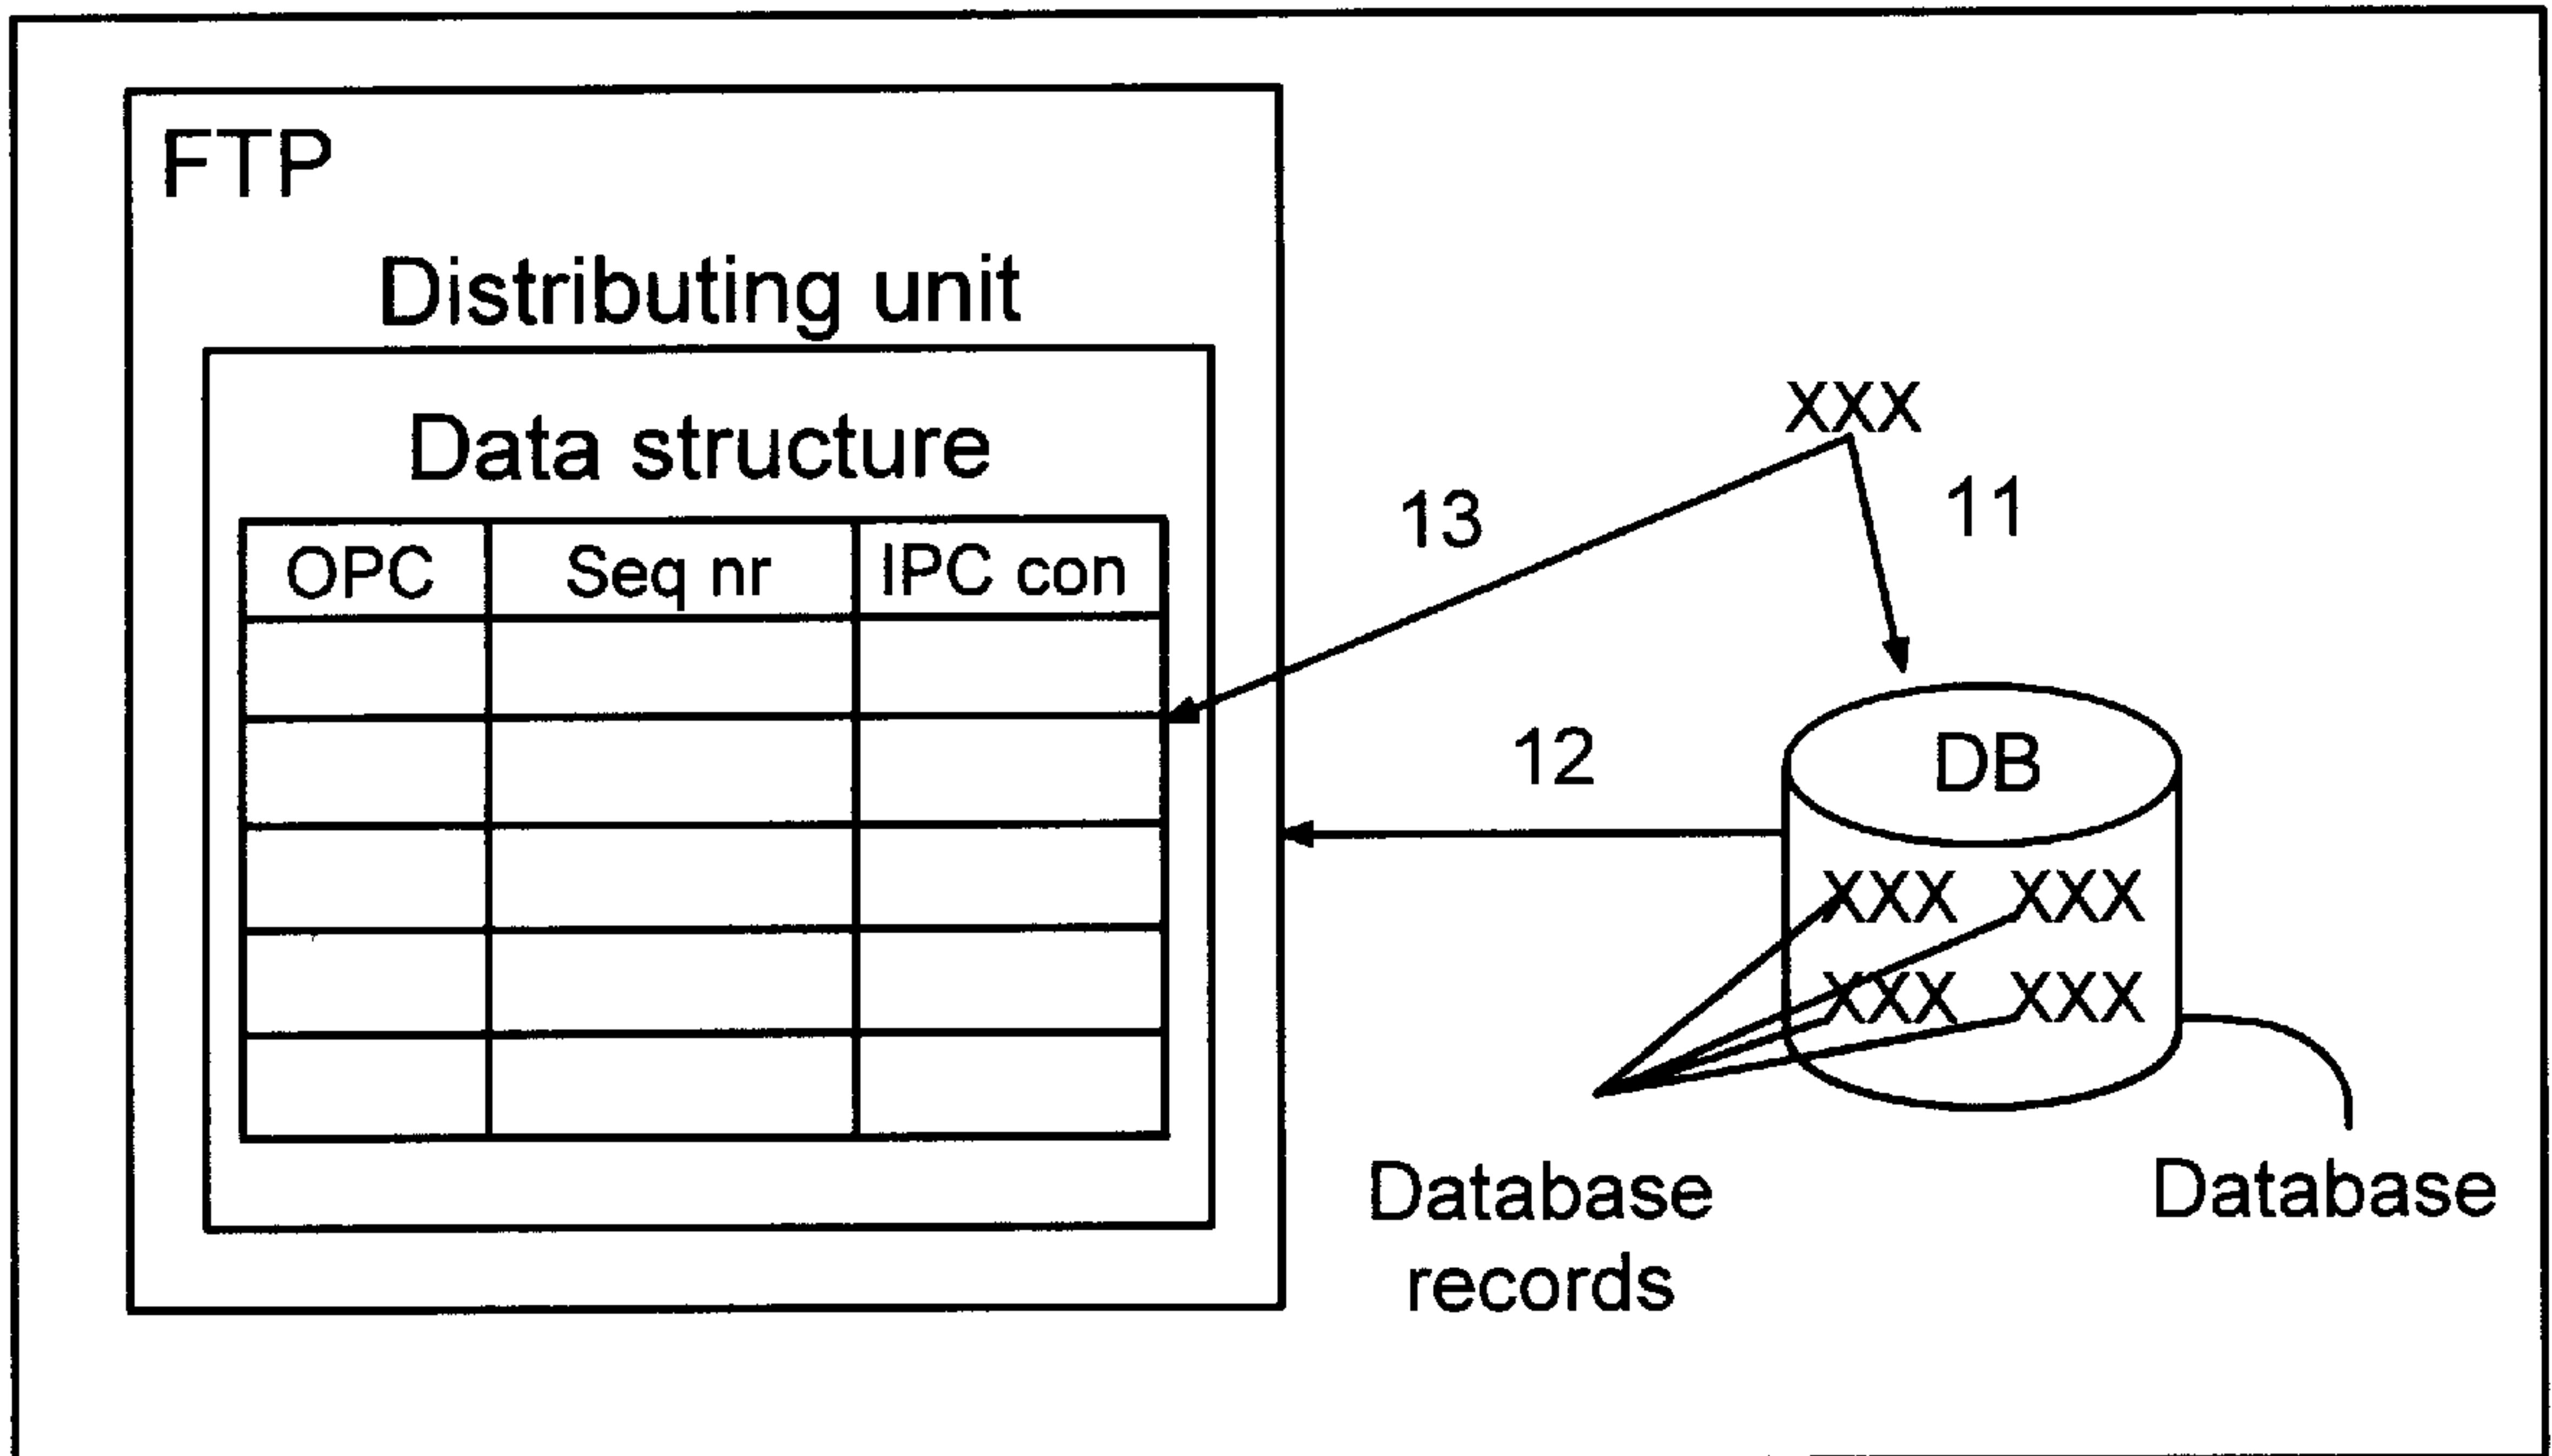 FTP
Distributing unit
Data structure
OPC Seq nr IPC con
XXX
13
11
12
DB
XXX XXX
XXX XXX
Database
records
Database